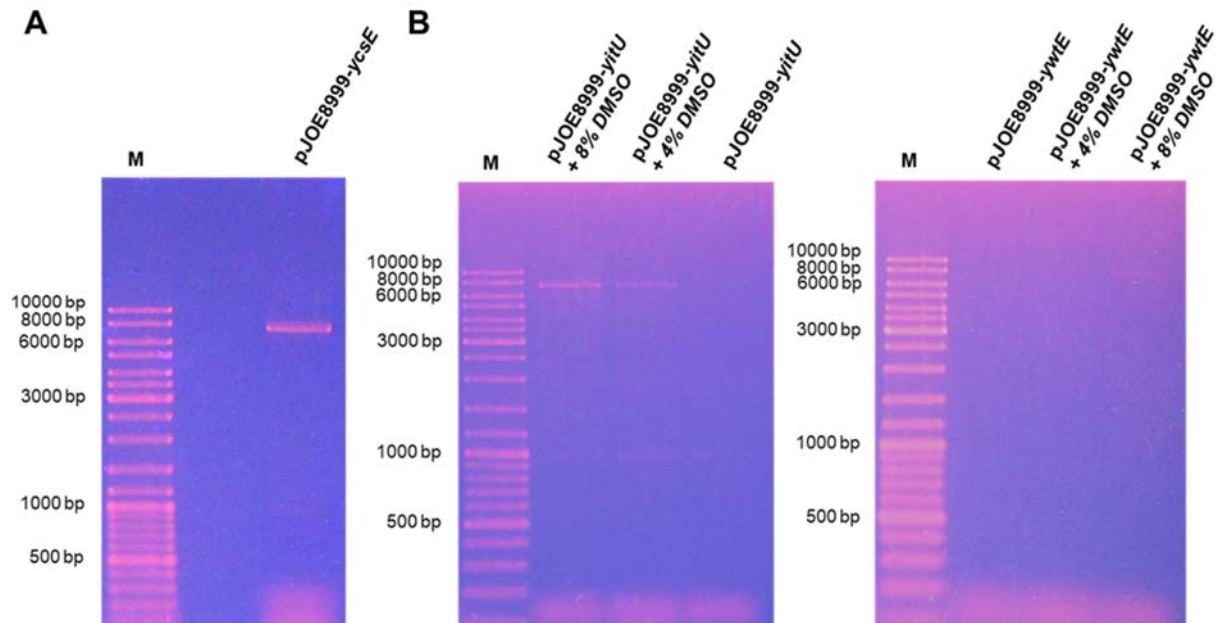 A
M
pJOE8999-ycsE
10000 bp
8000 bp
6000 bp
3000 bp
1000 bp
500 bp
B
M
pJOE8999-yitU
+ 8% DMSO
pJOE8999-yitU
+ 4% DMSO
pJOE8999-yitU
10000 bp
8000 bp
6000 bp
3000 bp
1000 bp
500 bp
M
pJOE8999-ywtE
pJOE8999-ywtE
+ 4% DMSO
pJOE8999-ywtE
+ 8% DMSO
10000 bp
8000 bp
6000 bp
3000 bp
1000 bp
500 bp